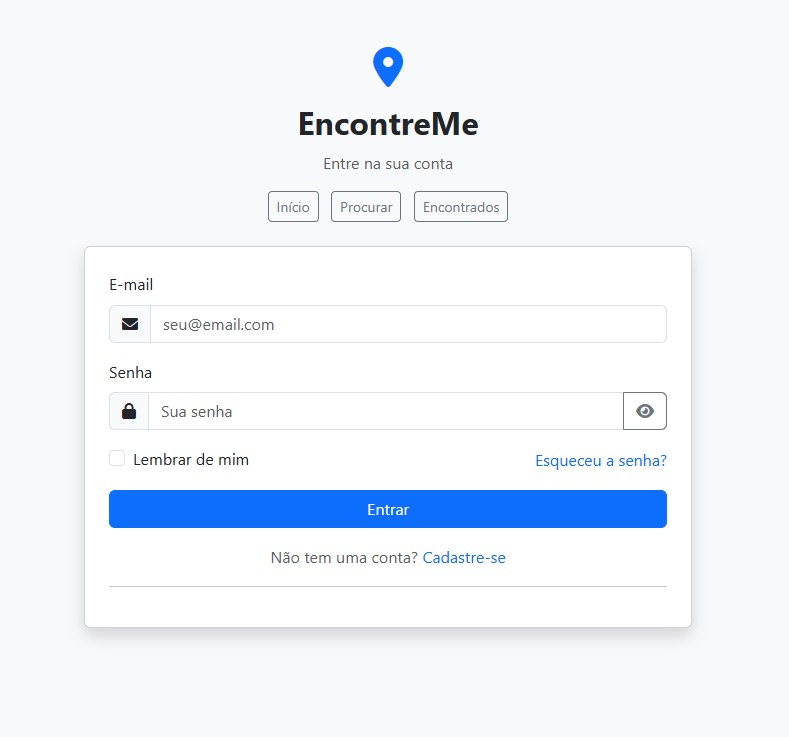 EncontreMe
Entre na sua conta
Início Procurar Encontrados
E-mail
seu@email.com
Senha
Sua senha
Lembrar de mim Esqueceu a senha?
Entrar
Não tem uma conta? Cadastre-se